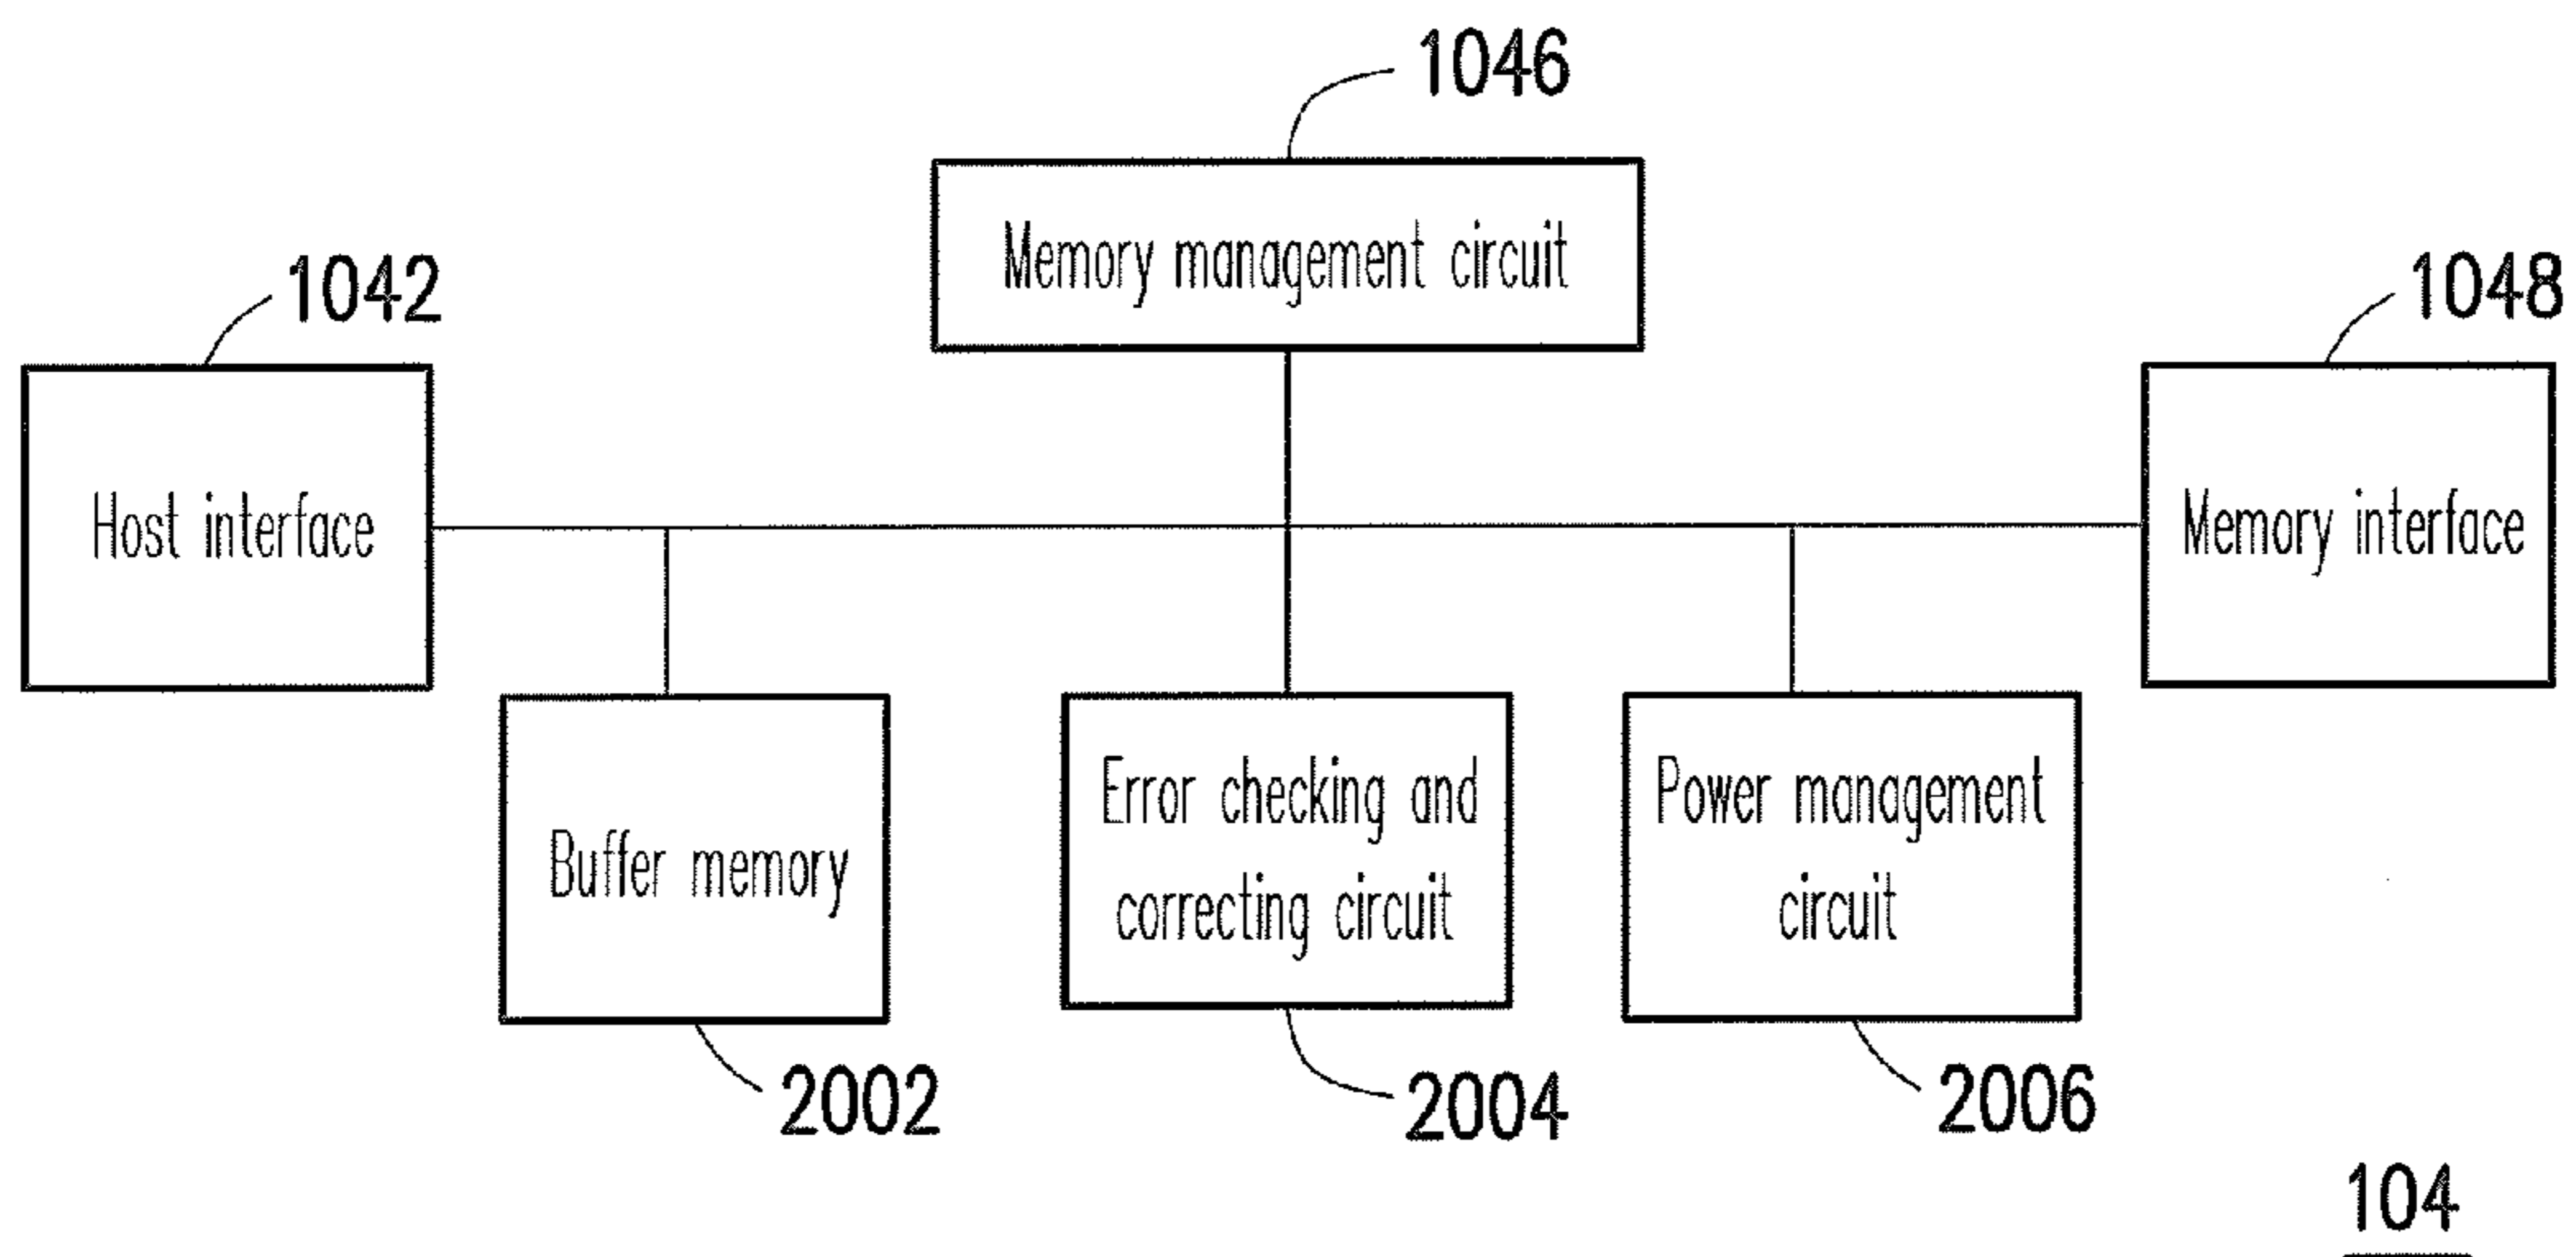 1046
Memory management circuit
1042
1048
Host interface
Memory interface
Buffer memory
Error checking and
correcting circuit
Power management
circuit
2002
2004
2006
104